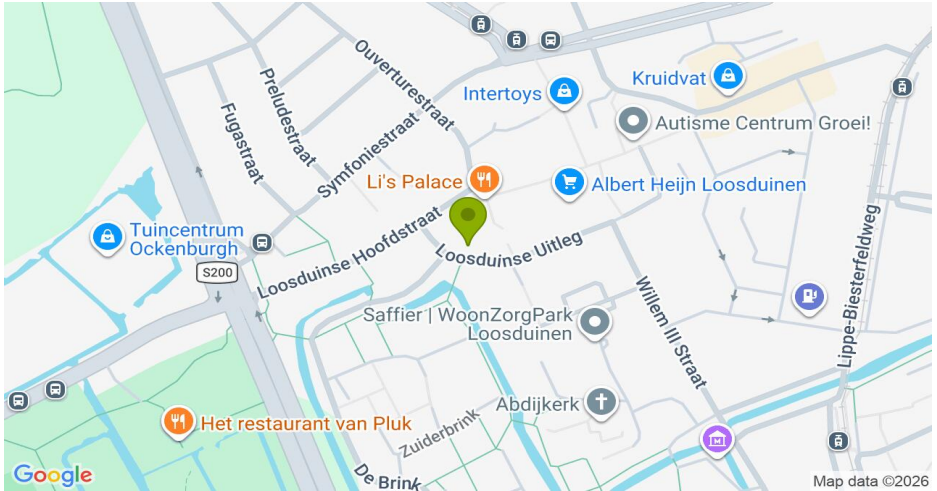 Ouverturestraat
Preludestraat
Fugastraat
Symfoniestraat
Intertoys
Kruidvat
Autisme Centrum Groei!
Li's Palace
Albert Heijn Loosduinen
Tuincentrum
Ockenburgh
S200
Loosduinse Hoofdstraat
Loosduinse Uitleg
Lippe-Biesterfeldweg
Willem III-Straat
Saffier | WoonZorgPark
Loosduinen
Abdijkerk
Het restaurant van Pluk
Zuiderbrink
De Brink
M
Google
Map data ©2026